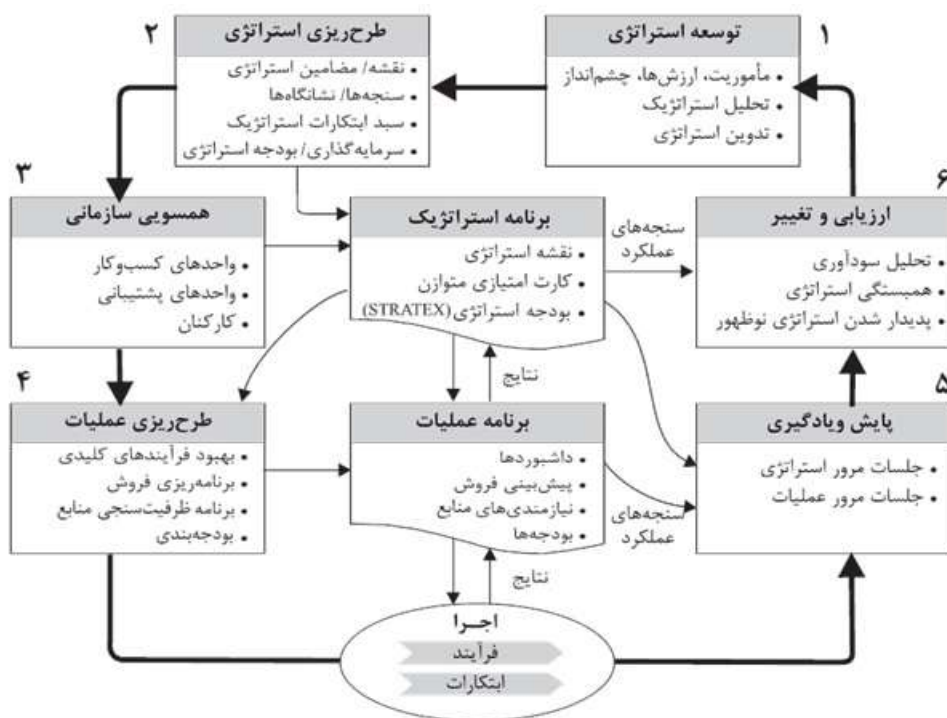 ۱
توسعه استراتژی
• مأموریت، ارزش‌ها، چشم‌انداز
• تحلیل استراتژیک
• تدوین استراتژی
۲
طرح‌ریزی استراتژی
• نقشه/ مضامین استراتژی
• سنجه‌ها/ نشانگاه‌ها
• سبد ابتکارات استراتژیک
• سرمایه‌گذاری/ بودجه استراتژی
۳
همسویی سازمانی
• واحدهای کسب‌وکار
• واحدهای پشتیبانی
• کارکنان
برنامه استراتژیک
• نقشه استراتژی
• کارت امتیازی متوازن
• بودجه استراتژی (STRATEX)
سنجه‌های
عملکرد
۶
ارزیابی و تغییر
• تحلیل سودآوری
• همبستگی استراتژی
• پدیدار شدن استراتژی نوظهور
نتایج
۴
طرح‌ریزی عملیات
• بهبود فرآیندهای کلیدی
• برنامه‌ریزی فروش
• برنامه ظرفیت‌سنجی منابع
• بودجه‌بندی
برنامه عملیات
• داشبوردها
• پیش‌بینی فروش
• نیازمندی‌های منابع
• بودجه‌ها
سنجه‌های
عملکرد
۵
پایش ویادگیری
• جلسات مرور استراتژی
• جلسات مرور عملیات
نتایج
اجـرا
فرآیند
ابتکارات